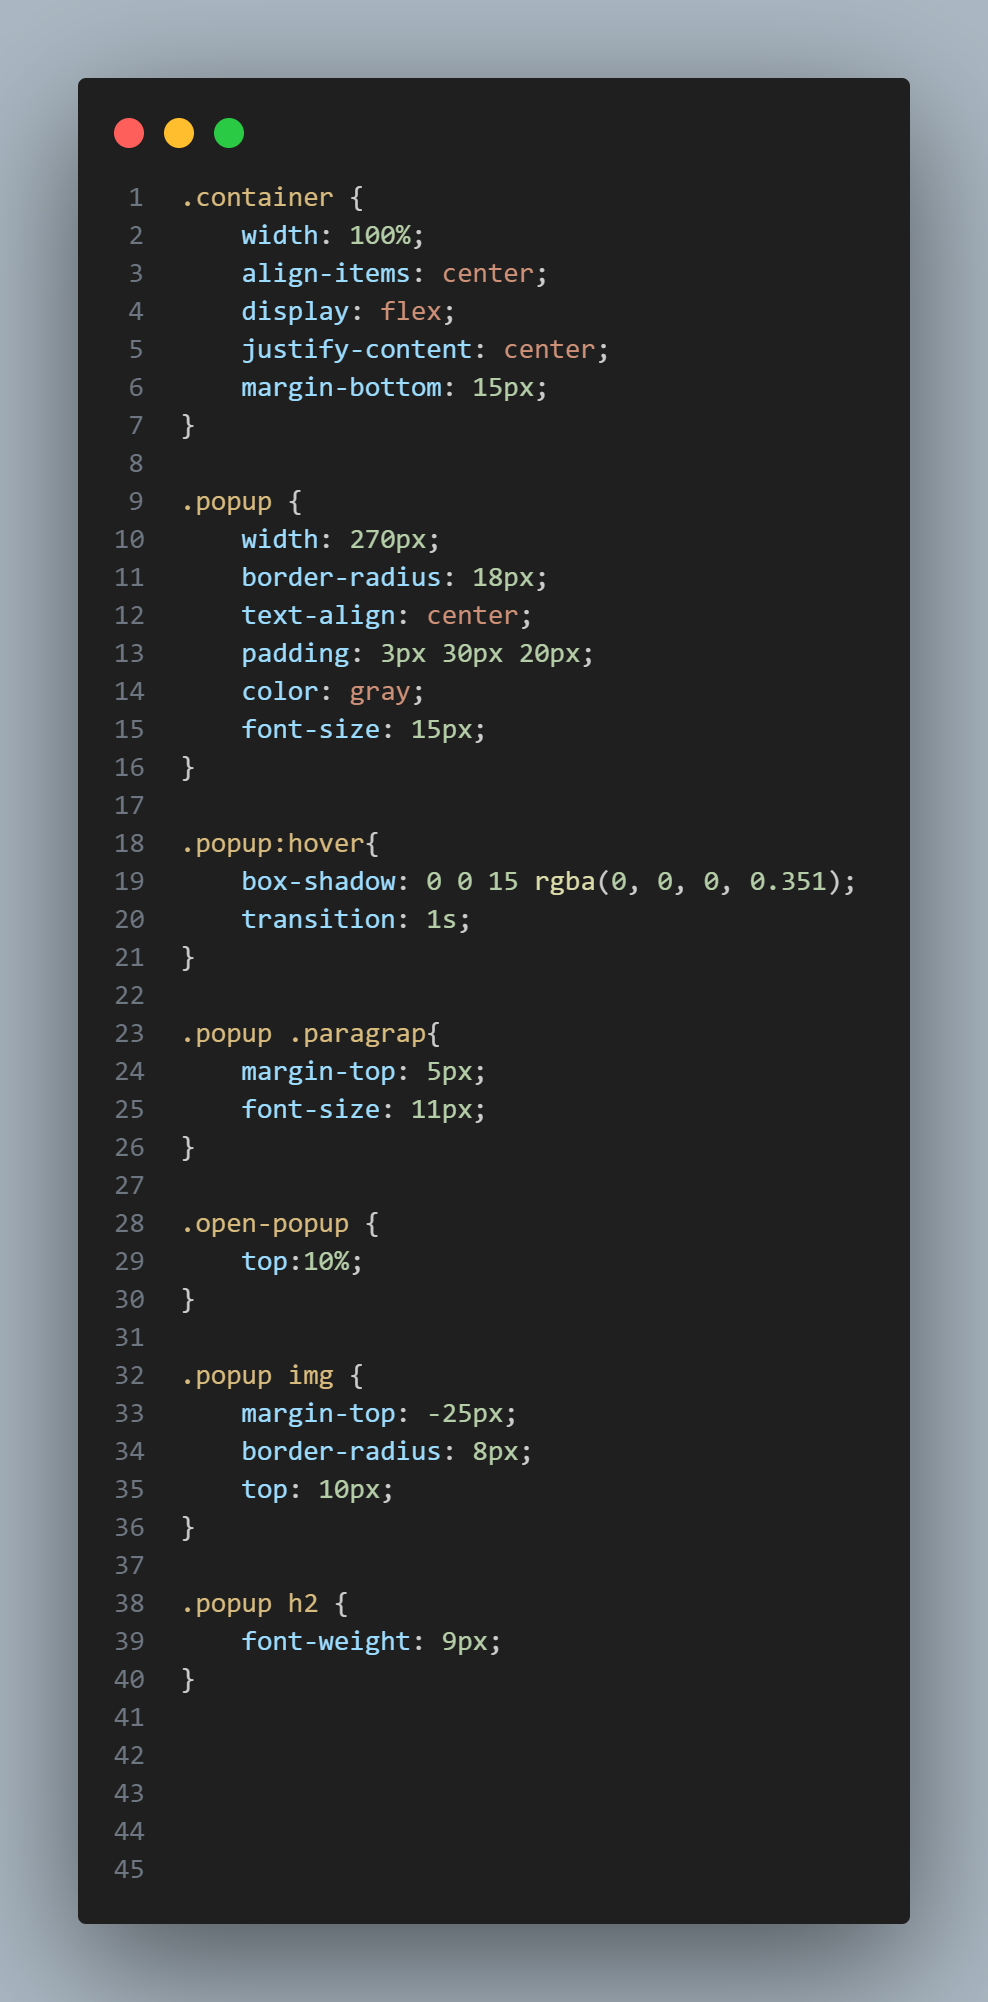 1 .container {
2     width: 100%;
3     align-items: center;
4     display: flex;
5     justify-content: center;
6     margin-bottom: 15px;
7 }
8
9 .popup {
10     width: 270px;
11     border-radius: 18px;
12     text-align: center;
13     padding: 3px 30px 20px;
14     color: gray;
15     font-size: 15px;
16 }
17
18 .popup:hover{
19     box-shadow: 0 0 15 rgba(0, 0, 0, 0.351);
20     transition: 1s;
21 }
22
23 .popup .paragrap{
24     margin-top: 5px;
25     font-size: 11px;
26 }
27
28 .open-popup {
29     top:10%;
30 }
31
32 .popup img {
33     margin-top: -25px;
34     border-radius: 8px;
35     top: 10px;
36 }
37
38 .popup h2 {
39     font-weight: 9px;
40 }
41
42
43
44
45